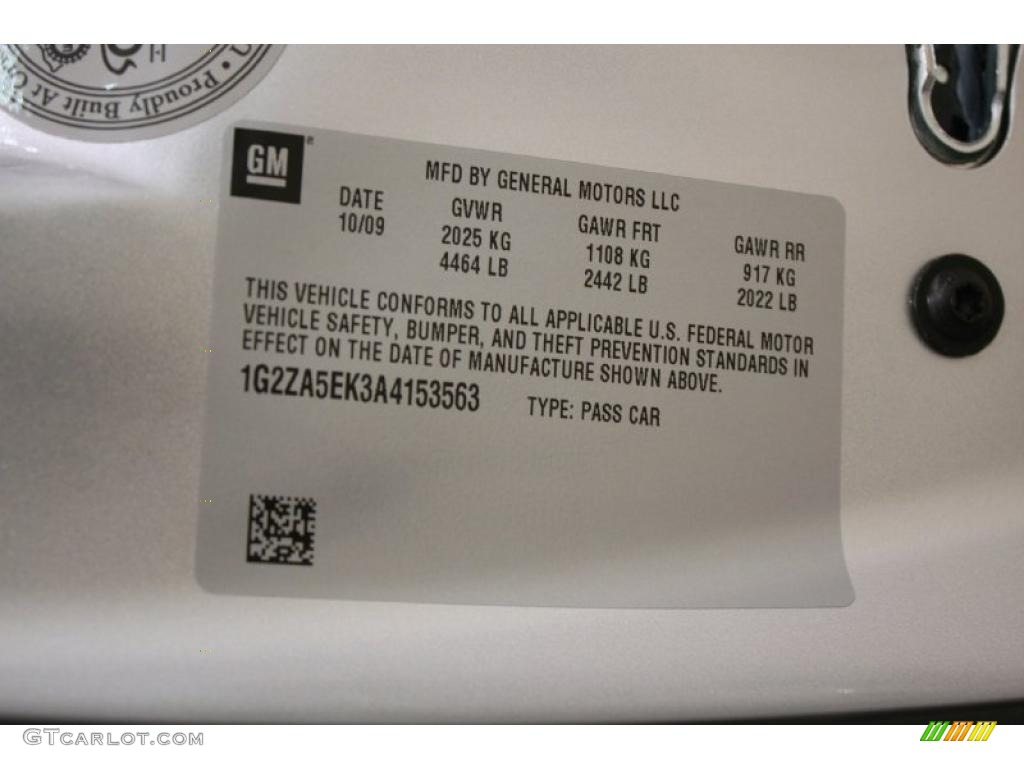 Proudly Built At
GM
MFD BY GENERAL MOTORS LLC
DATE GVWR GAWR FRT GAWR RR
10/09 2025 KG 1108 KG 917 KG
4464 LB 2442 LB 2022 LB
THIS VEHICLE CONFORMS TO ALL APPLICABLE U.S. FEDERAL MOTOR
VEHICLE SAFETY, BUMPER, AND THEFT PREVENTION STANDARDS IN
EFFECT ON THE DATE OF MANUFACTURE SHOWN ABOVE.
1G2ZA5EK3A4153563 TYPE: PASS CAR
GTcarlot.com